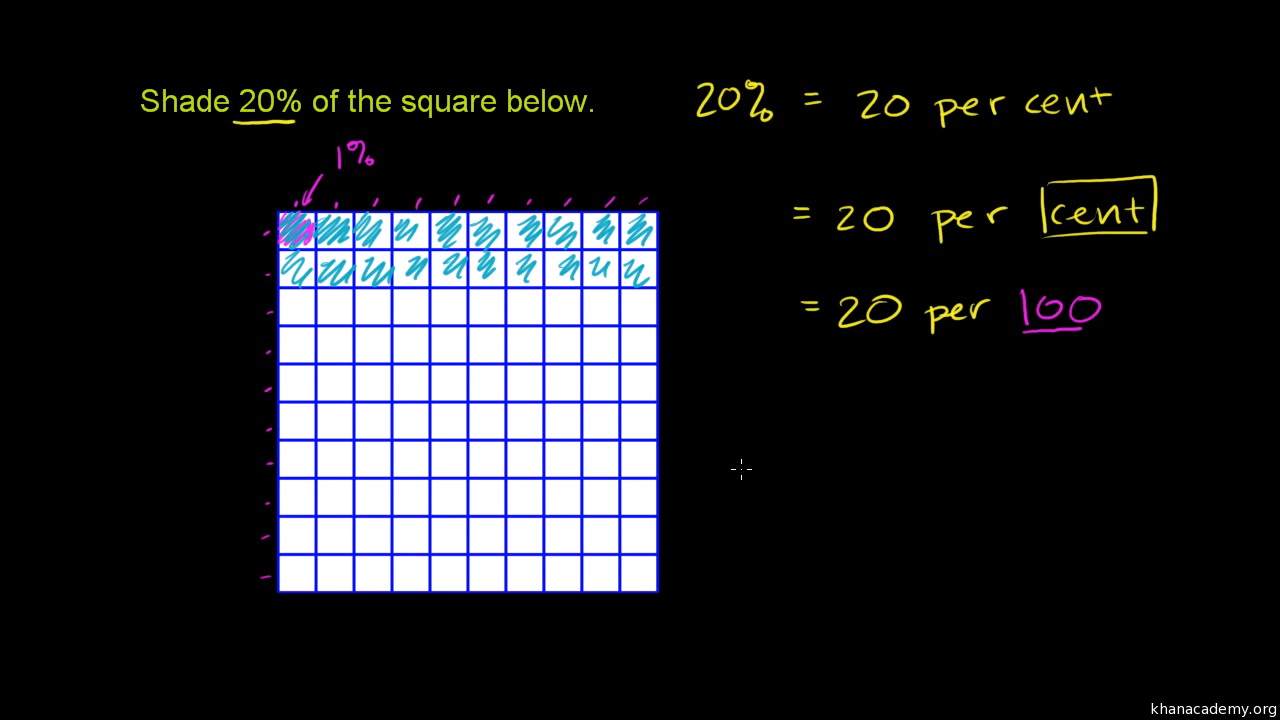 Shade 20% of the square below.
20% = 20 per cent
1%
= 20 per cent
= 20 per 100
khanacademy.org